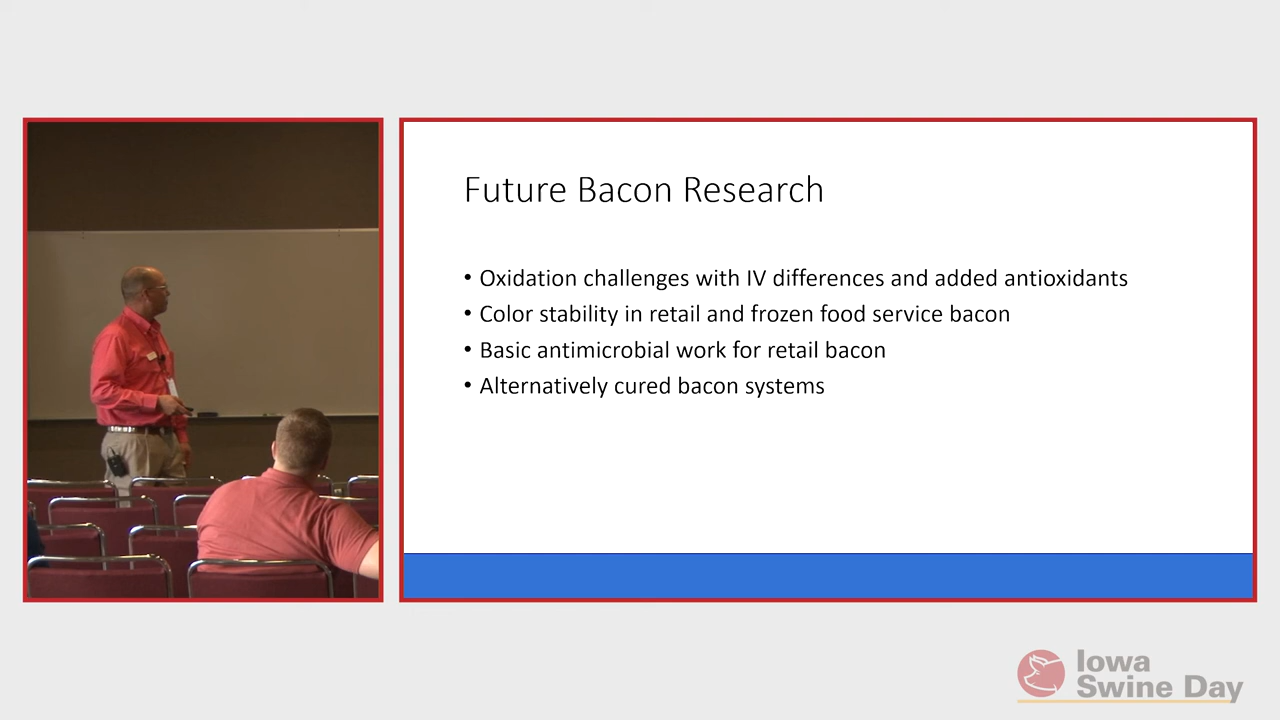 Future Bacon Research
• Oxidation challenges with IV differences and added antioxidants
• Color stability in retail and frozen food service bacon
• Basic antimicrobial work for retail bacon
• Alternatively cured bacon systems
Iowa
Swine Day